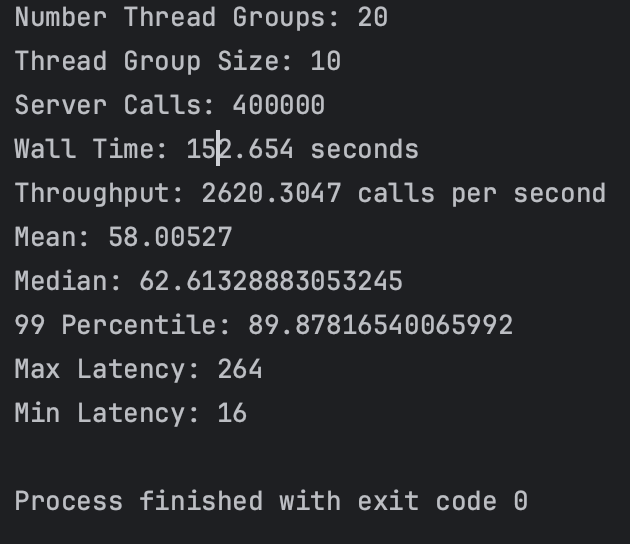 Number Thread Groups: 20
Thread Group Size: 10
Server Calls: 400000
Wall Time: 152.654 seconds
Throughput: 2620.3047 calls per second
Mean: 58.00527
Median: 62.61328883053245
99 Percentile: 89.87816540065992
Max Latency: 264
Min Latency: 16
Process finished with exit code 0